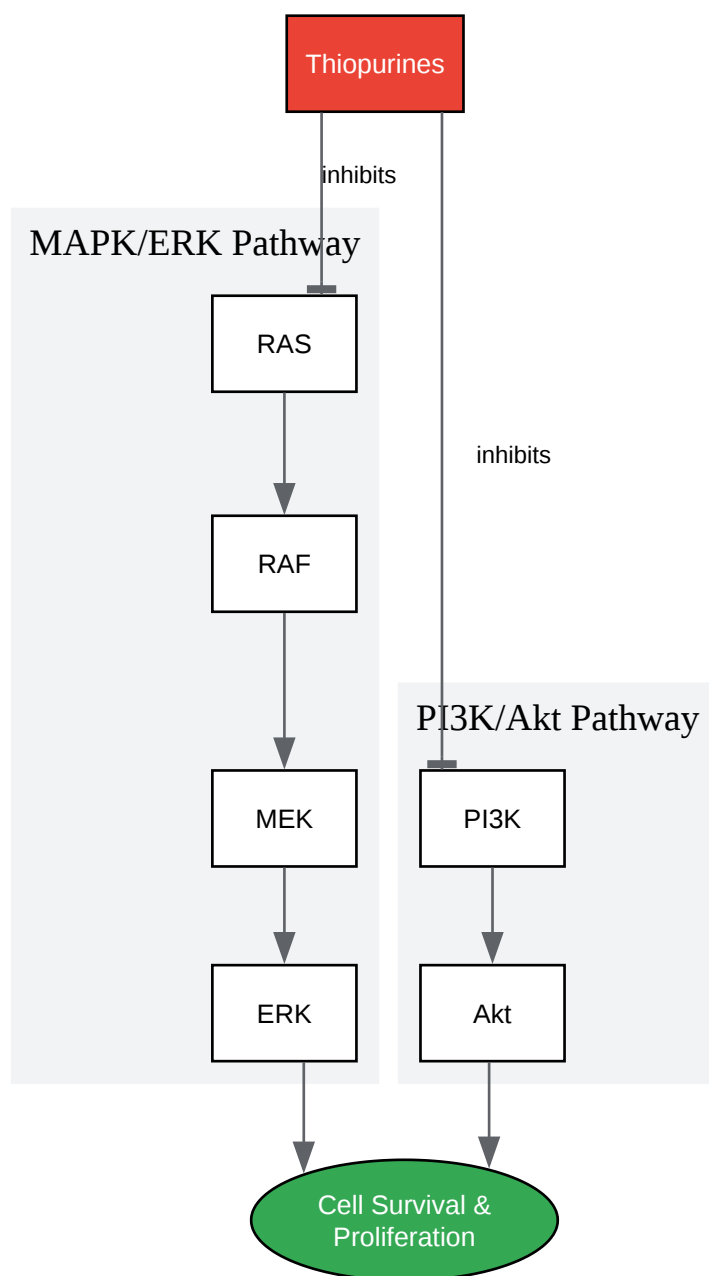 Thiopurines
inhibits
MAPK/ERK Pathway
RAS
inhibits
RAF
PI3K/Akt Pathway
MEK
PI3K
ERK
Akt
Cell Survival &
Proliferation